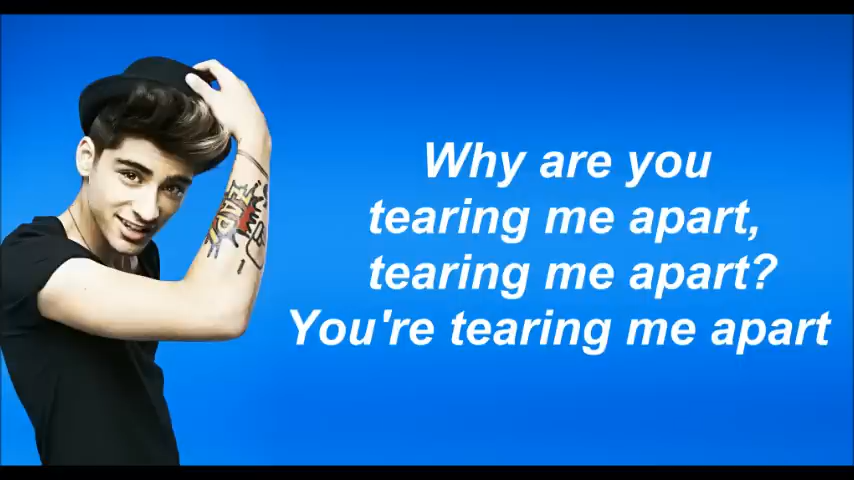 Why are you
tearing me apart,
tearing me apart?
You're tearing me apart